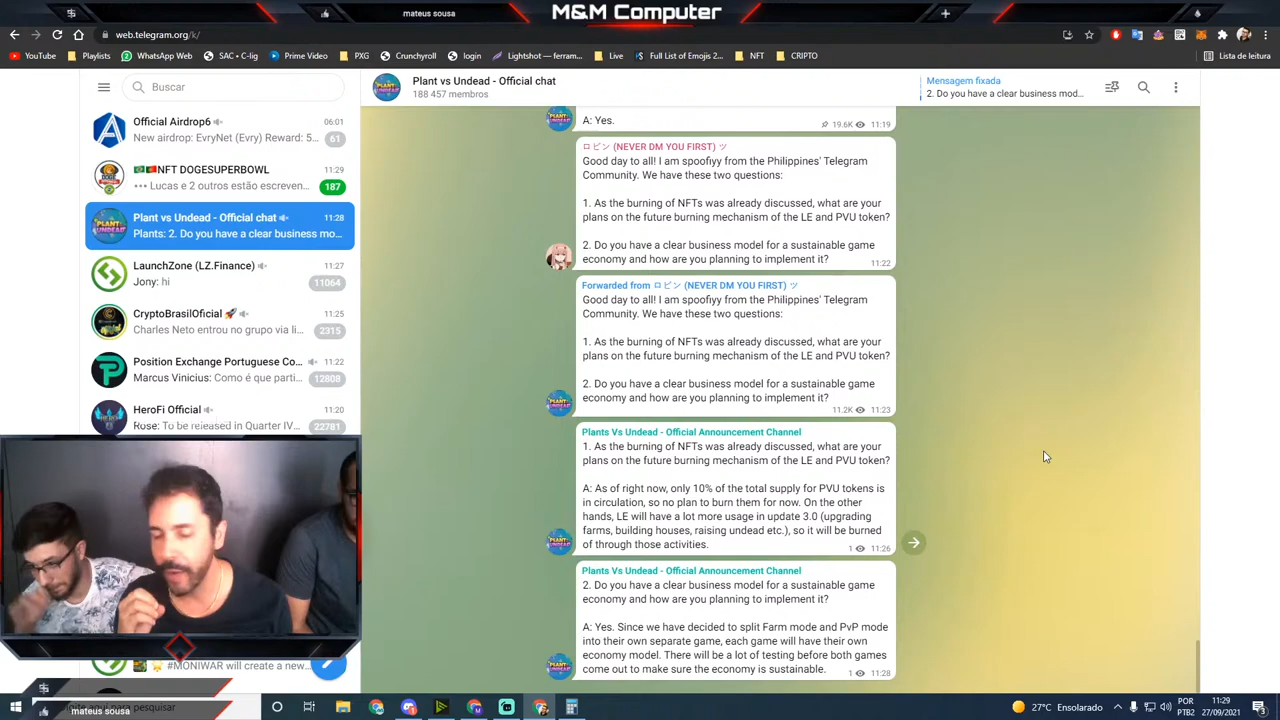 mateus sousa
M&M Computer
web.telegram.org/k/
YouTube
Playlists
WhatsApp Web
SAC • C-lig
Prime Video
PXG
Crunchyroll
login
Lightshot — ferram...
Live
Full List of Emojis 2...
NFT
CRIPTO
Lista de leitura
Buscar
Official Airdrop6
06:01
New airdrop: EvryNet (Evry) Reward: 5...
61
NFT DOGESUPERBOWL
11:29
Lucas e 2 outros estão escreven...
187
Plant vs Undead - Official chat
11:28
Plants: 2. Do you have a clear business mo...
LaunchZone (LZ.Finance)
11:27
Jony: hi
11064
CryptoBrasilOficial
11:25
Charles Neto entrou no grupo via li...
2315
Position Exchange Portuguese Co...
11:22
Marcus Vinicius: Como é que parti...
12808
HeroFi Official
11:20
Rose: To be released in Quarter IV...
22781
#MONIWAR will create a new...
Plant vs Undead - Official chat
188 457 membros
Mensagem fixada
2. Do you have a clear business mod...
A: Yes.
19.6K 11:19
ロビン (NEVER DM YOU FIRST) ツ
Good day to all! I am spoofiyy from the Philippines' Telegram
Community. We have these two questions:
1. As the burning of NFTs was already discussed, what are your
plans on the future burning mechanism of the LE and PVU token?
2. Do you have a clear business model for a sustainable game
economy and how are you planning to implement it?
11:22
Forwarded from ロビン (NEVER DM YOU FIRST) ツ
Good day to all! I am spoofiyy from the Philippines' Telegram
Community. We have these two questions:
1. As the burning of NFTs was already discussed, what are your
plans on the future burning mechanism of the LE and PVU token?
2. Do you have a clear business model for a sustainable game
economy and how are you planning to implement it?
11.2K 11:23
Plants Vs Undead - Official Announcement Channel
1. As the burning of NFTs was already discussed, what are your
plans on the future burning mechanism of the LE and PVU token?
A: As of right now, only 10% of the total supply for PVU tokens is
in circulation, so no plan to burn them for now. On the other
hands, LE will have a lot more usage in update 3.0 (upgrading
farms, building houses, raising undead etc.), so it will be burned
of through those activities.
1 11:26
Plants Vs Undead - Official Announcement Channel
2. Do you have a clear business model for a sustainable game
economy and how are you planning to implement it?
A: Yes. Since we have decided to split Farm mode and PvP mode
into their own separate game, each game will have their own
economy model. There will be a lot of testing before both games
come out to make sure the economy is sustainable.
1 11:28
aqui para pesquisar
mateus sousa
27°C Ensolarado
POR
PTB2
11:29
27/09/2021